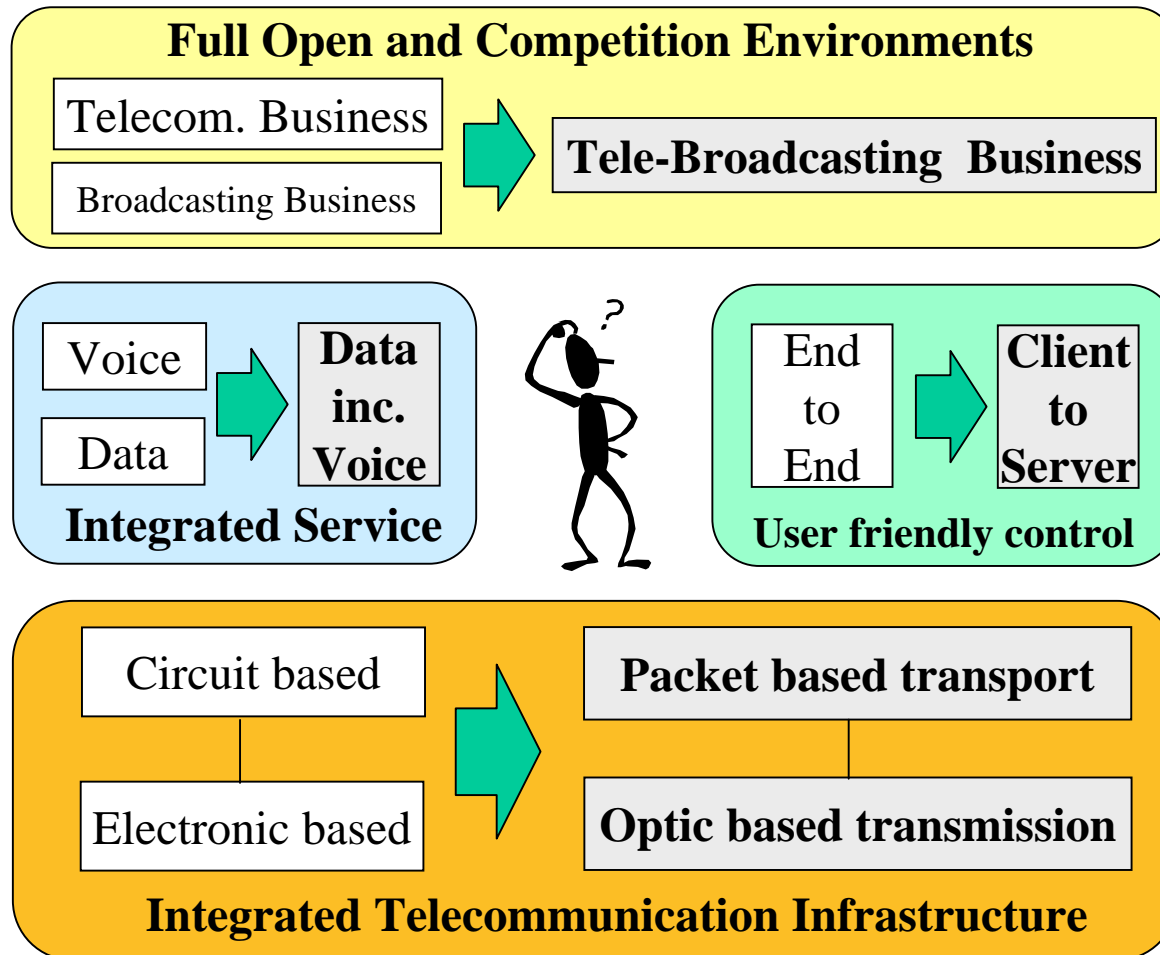 Full Open and Competition Environments
Telecom. Business
Broadcasting Business
Tele-Broadcasting Business
Voice
Data
Data
inc.
Voice
Integrated Service
?
End
to
End
Client
to
Server
User friendly control
Circuit based
Electronic based
Packet based transport
Optic based transmission
Integrated Telecommunication Infrastructure